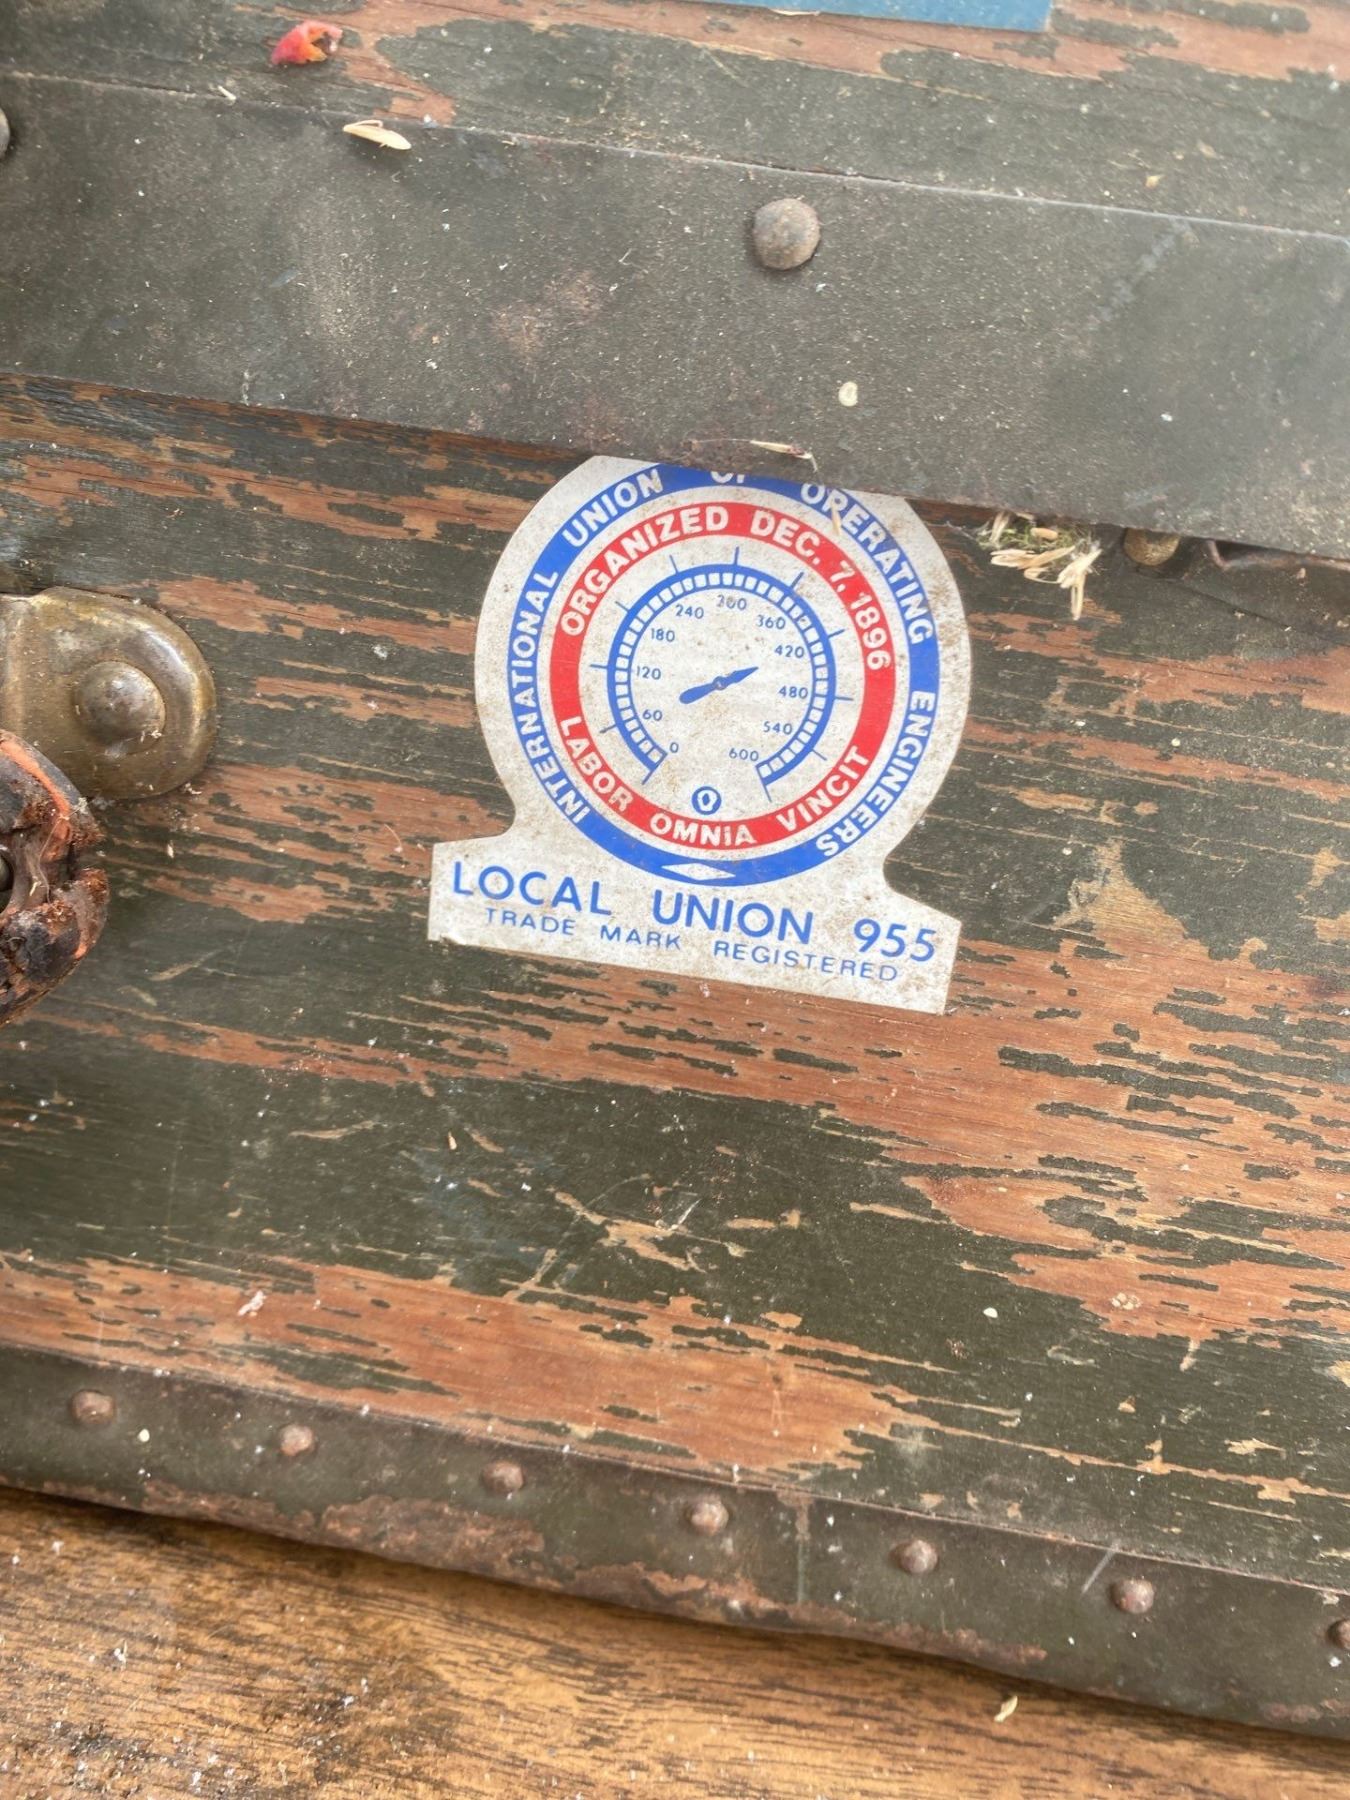 INTERNATIONAL UNION OF OPERATING ENGINEERS
ORGANIZED DEC. 7, 1896
LABOR OMNIA VINCIT
0
60
120
180
240
300
360
420
480
540
600
LOCAL UNION 955
TRADE MARK REGISTERED